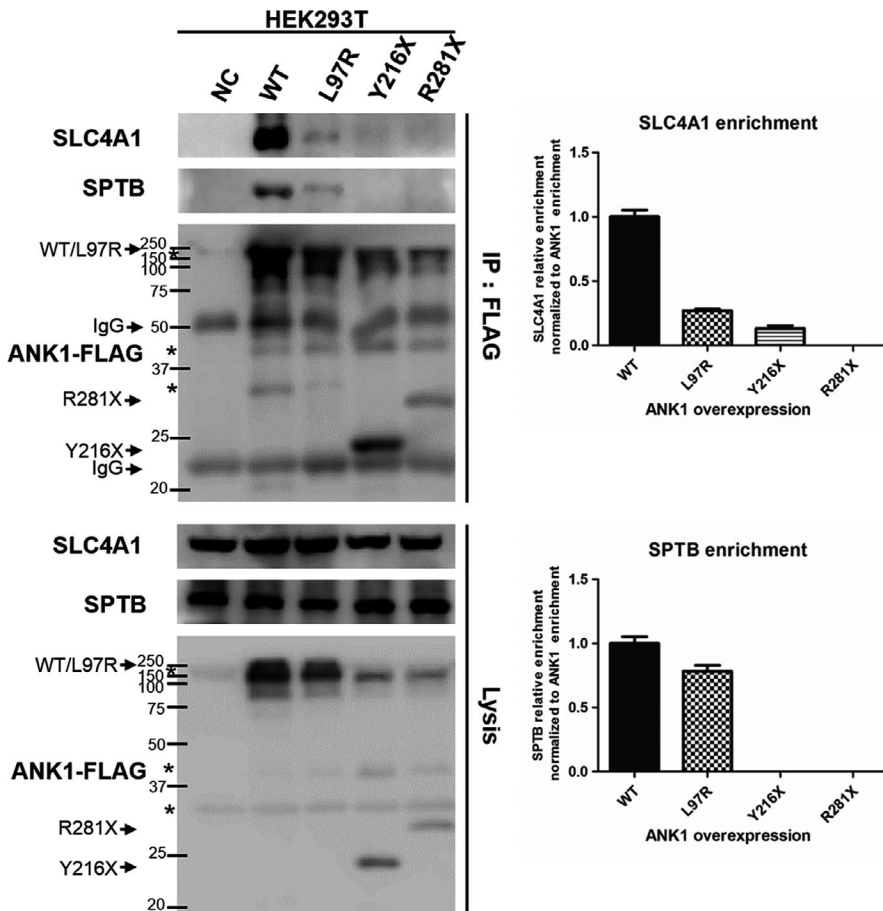 HEK293T
NC WT L97R Y216X R281X
SLC4A1
SPTB
WT/L97R
250
*
150
100
75
IgG
50
ANK1-FLAG *
37
*
R281X
25
Y216X
IgG
20
IP : FLAG
SLC4A1
SPTB
WT/L97R
250
*
150
100
75
50
ANK1-FLAG *
37
*
R281X
25
Y216X
20
Lysis
SLC4A1 enrichment
SLC4A1 relative enrichment
normalized to ANK1 enrichment
1.5
1.0
0.5
0.0
WT L97R Y216X R281X
ANK1 overexpression
SPTB enrichment
SPTB relative enrichment
normalized to ANK1 enrichment
1.5
1.0
0.5
0.0
WT L97R Y216X R281X
ANK1 overexpression